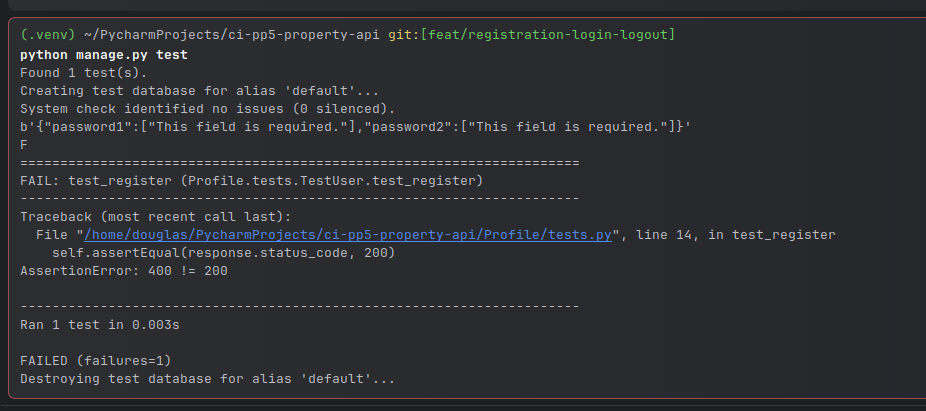 (.venv) ~/PycharmProjects/ci-pp5-property-api git:[feat/registration-login-logout]
python manage.py test
Found 1 test(s).
Creating test database for alias 'default'...
System check identified no issues (0 silenced).
b'{"password1":["This field is required."],"password2":["This field is required."]}'
F
======================================================================
FAIL: test_register (Profile.tests.TestUser.test_register)
----------------------------------------------------------------------
Traceback (most recent call last):
  File "/home/douglas/PycharmProjects/ci-pp5-property-api/Profile/tests.py", line 14, in test_register
    self.assertEqual(response.status_code, 200)
AssertionError: 400 != 200
----------------------------------------------------------------------
Ran 1 test in 0.003s
FAILED (failures=1)
Destroying test database for alias 'default'...